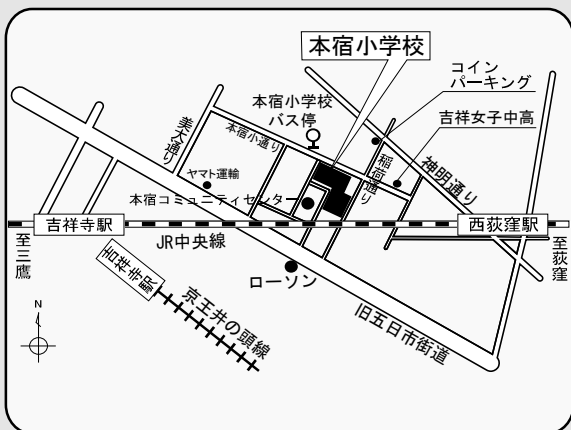 本宿小学校
コイン
パーキング
本宿小学校
バス停
吉祥女子中高
美大通り
本宿小通り
稲荷通り
神明通り
ヤマト運輸
本宿コミュニティセンター
吉祥寺駅
西荻窪駅
至三鷹
JR中央線
至荻窪
吉祥寺駅
ローソン
京王井の頭線
旧五日市街道
N